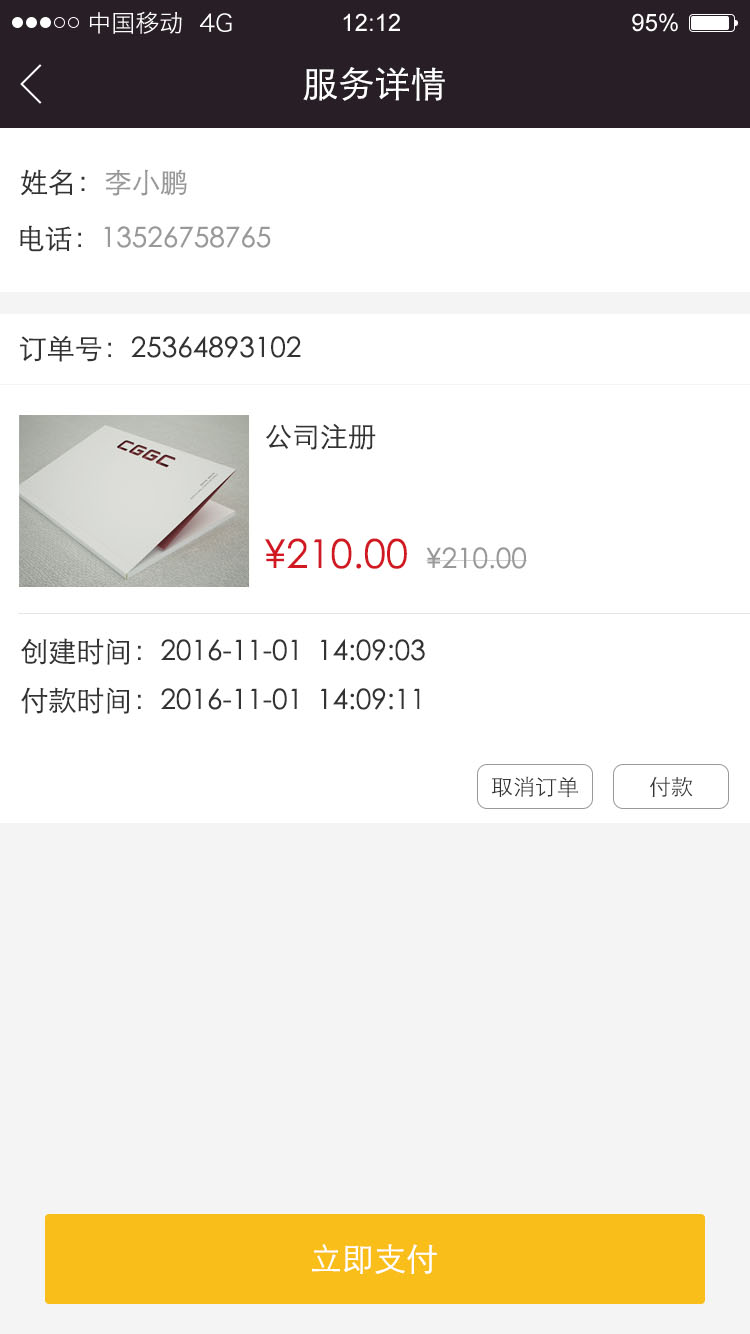 中国移动 4G 12:12 95%
服务详情
姓名：李小鹏
电话：13526758765
订单号：25364893102
CGGC
公司注册
¥210.00 ¥210.00
创建时间：2016-11-01 14:09:03
付款时间：2016-11-01 14:09:11
取消订单 付款
立即支付